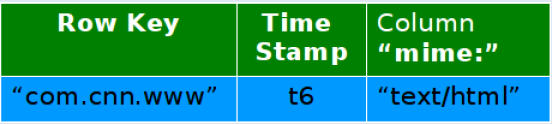 Row Key
Time
Stamp
Column
“mime:”
“com.cnn.www”
t6
“text/html”